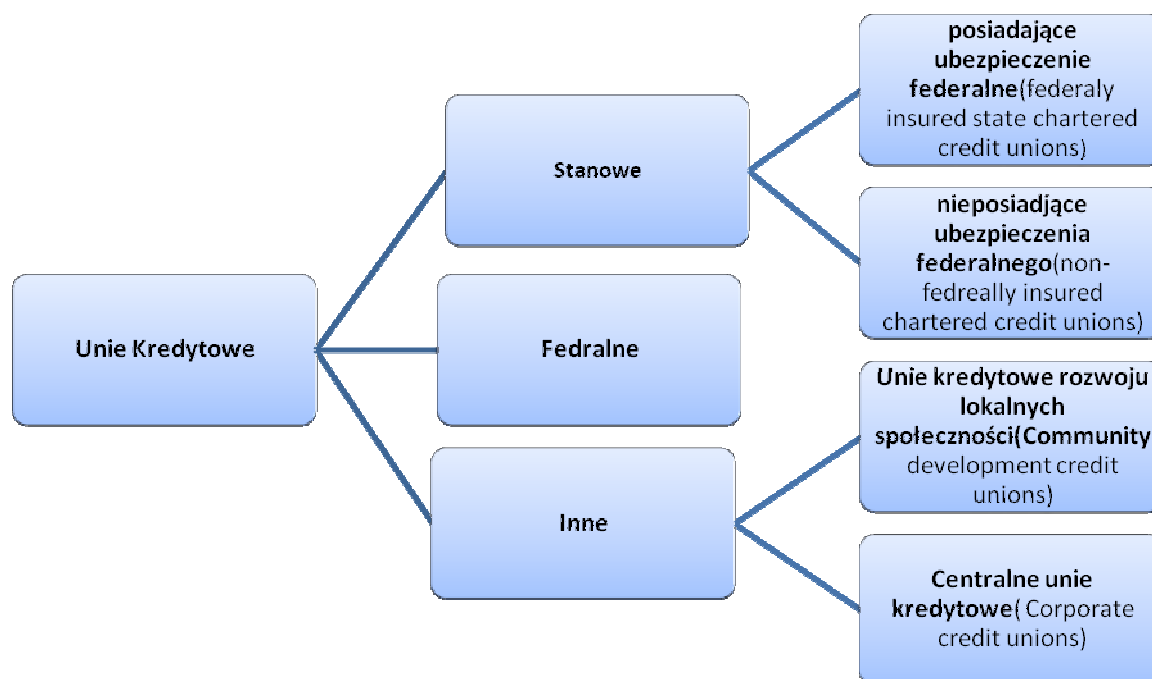 Unie Kredytowe
Stanowe
posiadające
ubezpieczenie
federalne(federaly
insured state chartered
credit unions)
nieposiadjące
ubezpieczenia
federalnego(non-
fedreally insured
chartered credit unions)
Fedralne
Inne
Unie kredytowe rozwoju
lokalnych
społeczności(Community
development credit
unions)
Centralne unie
kredytowe( Corporate
credit unions)